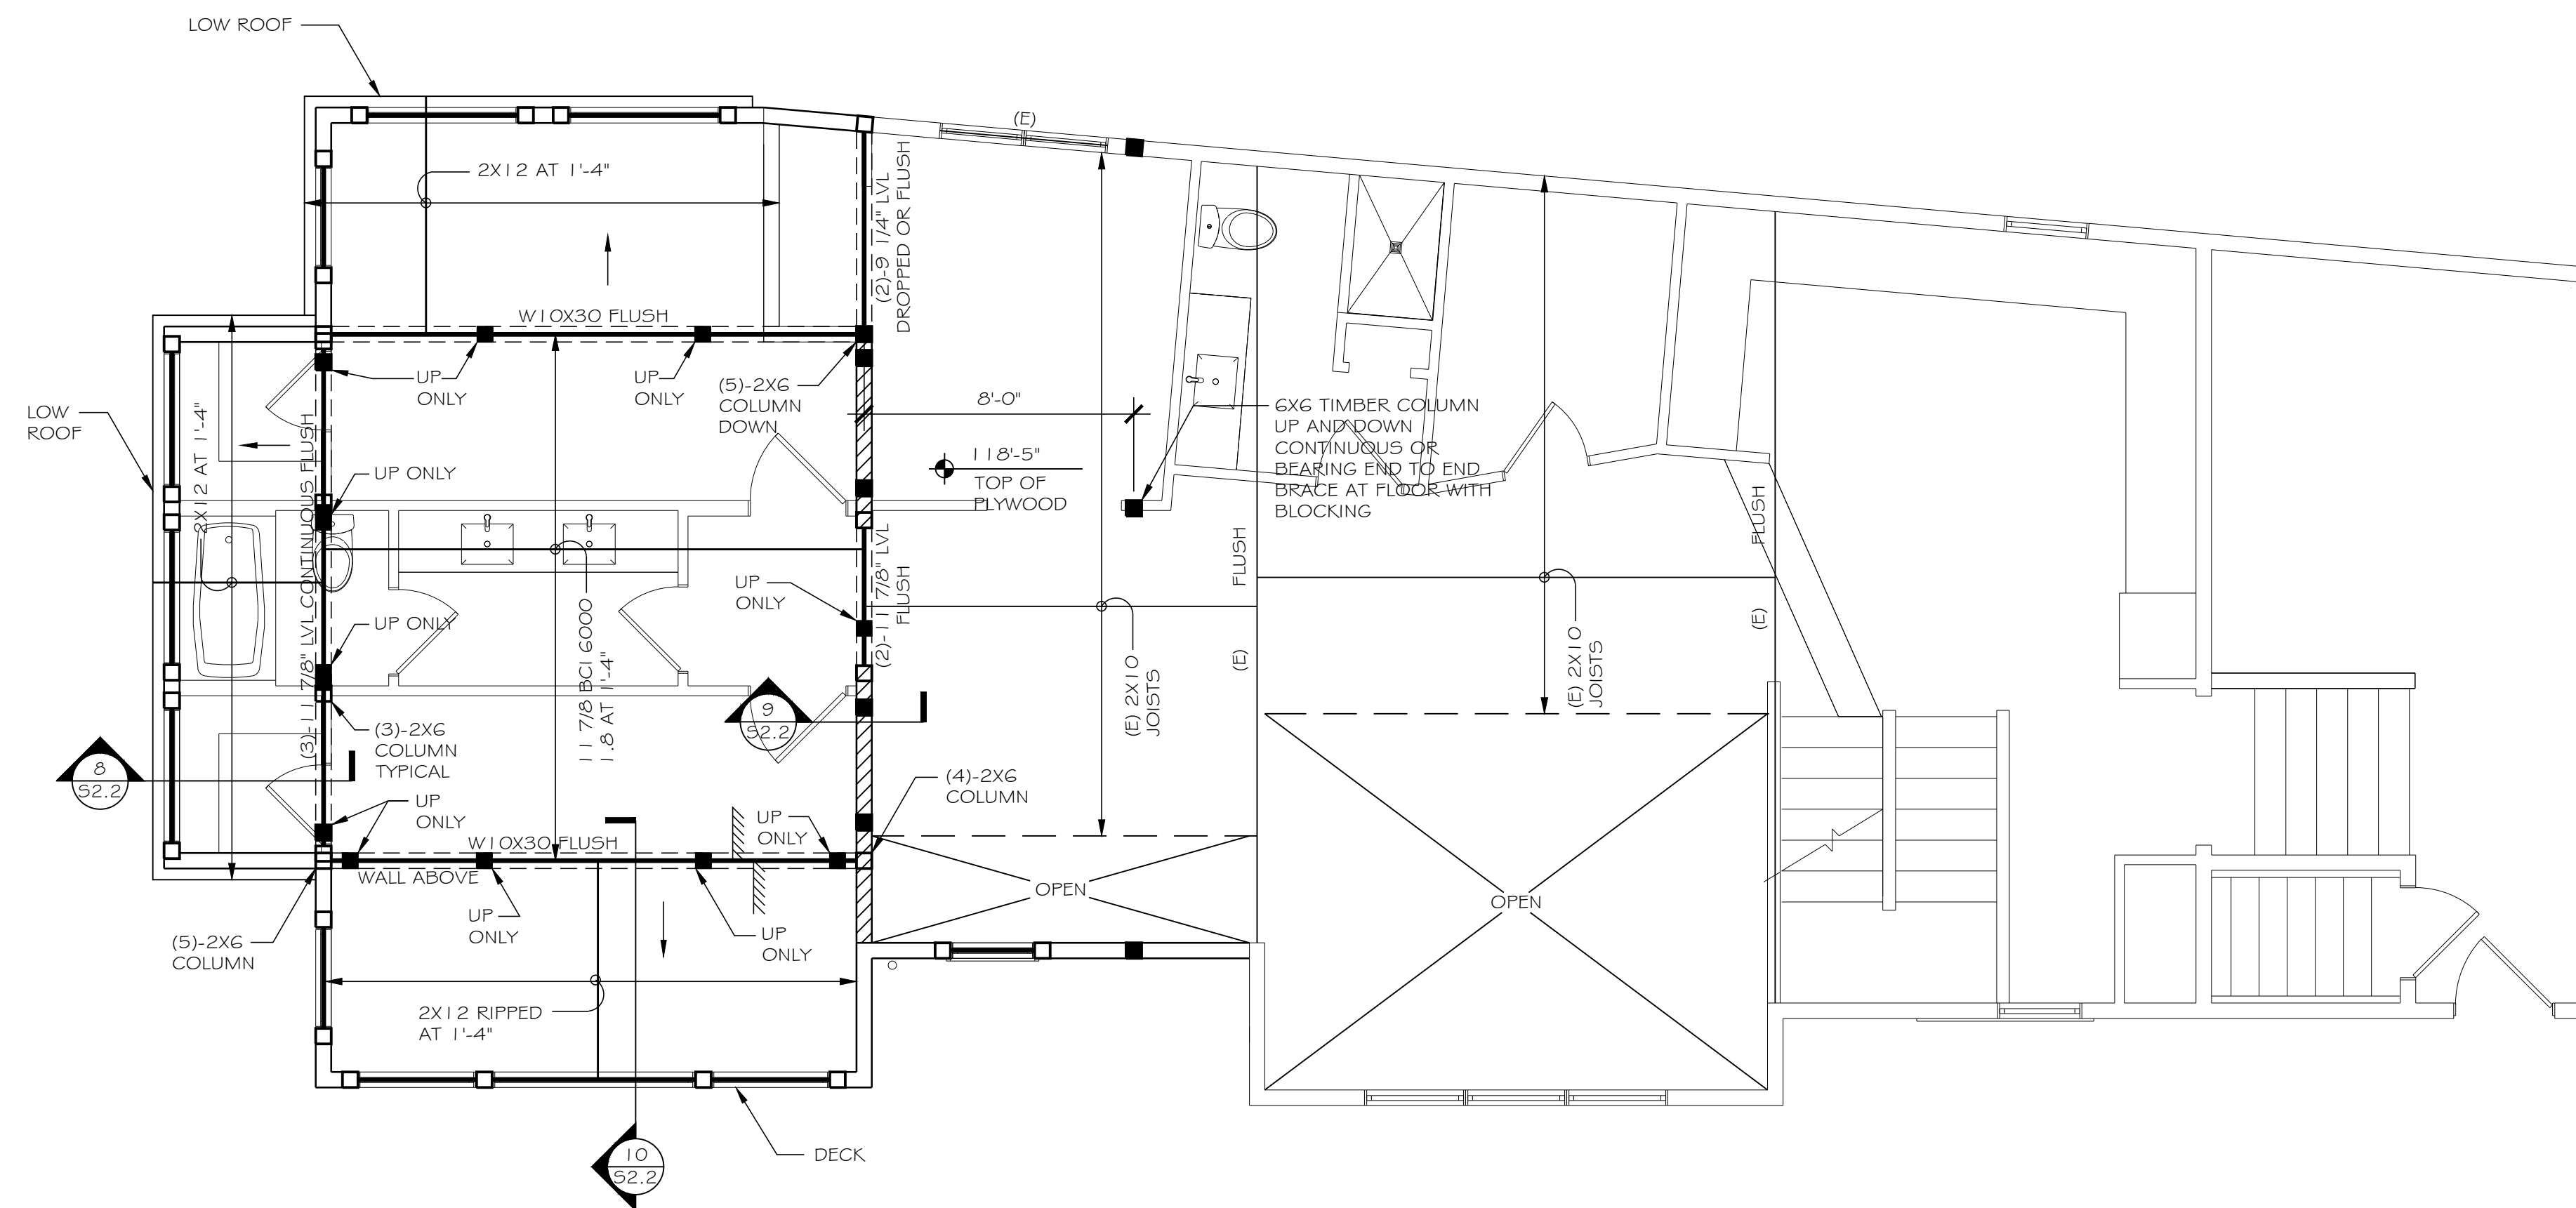 LOW ROOF
(E)
2X12 AT 1'-4"
(2)-9 1/4" LVL
DROPPED OR FLUSH
W10X30 FLUSH
UP
ONLY
UP
ONLY
(5)-2X6
COLUMN
DOWN
8'-0"
6X6 TIMBER COLUMN
UP AND DOWN
CONTINUOUS OR
BEARING END TO END
BRACE AT FLOOR WITH
BLOCKING
LOW
ROOF
2X12 AT 1'-4"
(3)-11 7/8" LVL CONTINUOUS FLUSH
UP ONLY
118'-5"
TOP OF
PLYWOOD
FLUSH
(E)
FLUSH
(E)
11 7/8 BCI 6000
1.8 AT 1'-4"
UP
ONLY
(2)-11 7/8" LVL
FLUSH
UP ONLY
(E) 2X10
JOISTS
(E) 2X10
JOISTS
9
S2.2
(3)-2X6
COLUMN
TYPICAL
8
S2.2
(4)-2X6
COLUMN
UP
ONLY
UP
ONLY
W10X30 FLUSH
WALL ABOVE
OPEN
OPEN
UP
ONLY
UP
ONLY
(5)-2X6
COLUMN
2X12 RIPPED
AT 1'-4"
10
S2.2
DECK